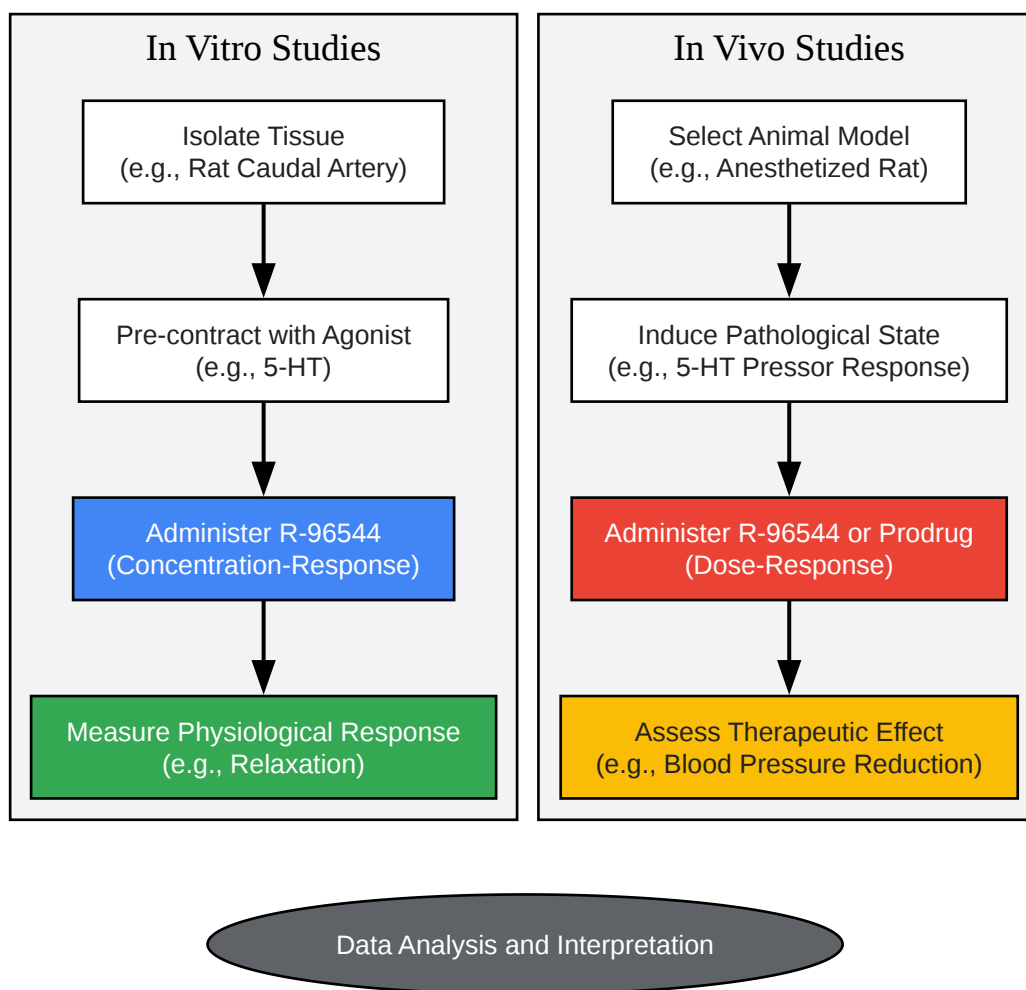 In Vitro Studies
Isolate Tissue
(e.g., Rat Caudal Artery)
Pre-contract with Agonist
(e.g., 5-HT)
Administer R-96544
(Concentration-Response)
Measure Physiological Response
(e.g., Relaxation)
In Vivo Studies
Select Animal Model
(e.g., Anesthetized Rat)
Induce Pathological State
(e.g., 5-HT Pressor Response)
Administer R-96544 or Prodrug
(Dose-Response)
Assess Therapeutic Effect
(e.g., Blood Pressure Reduction)
Data Analysis and Interpretation